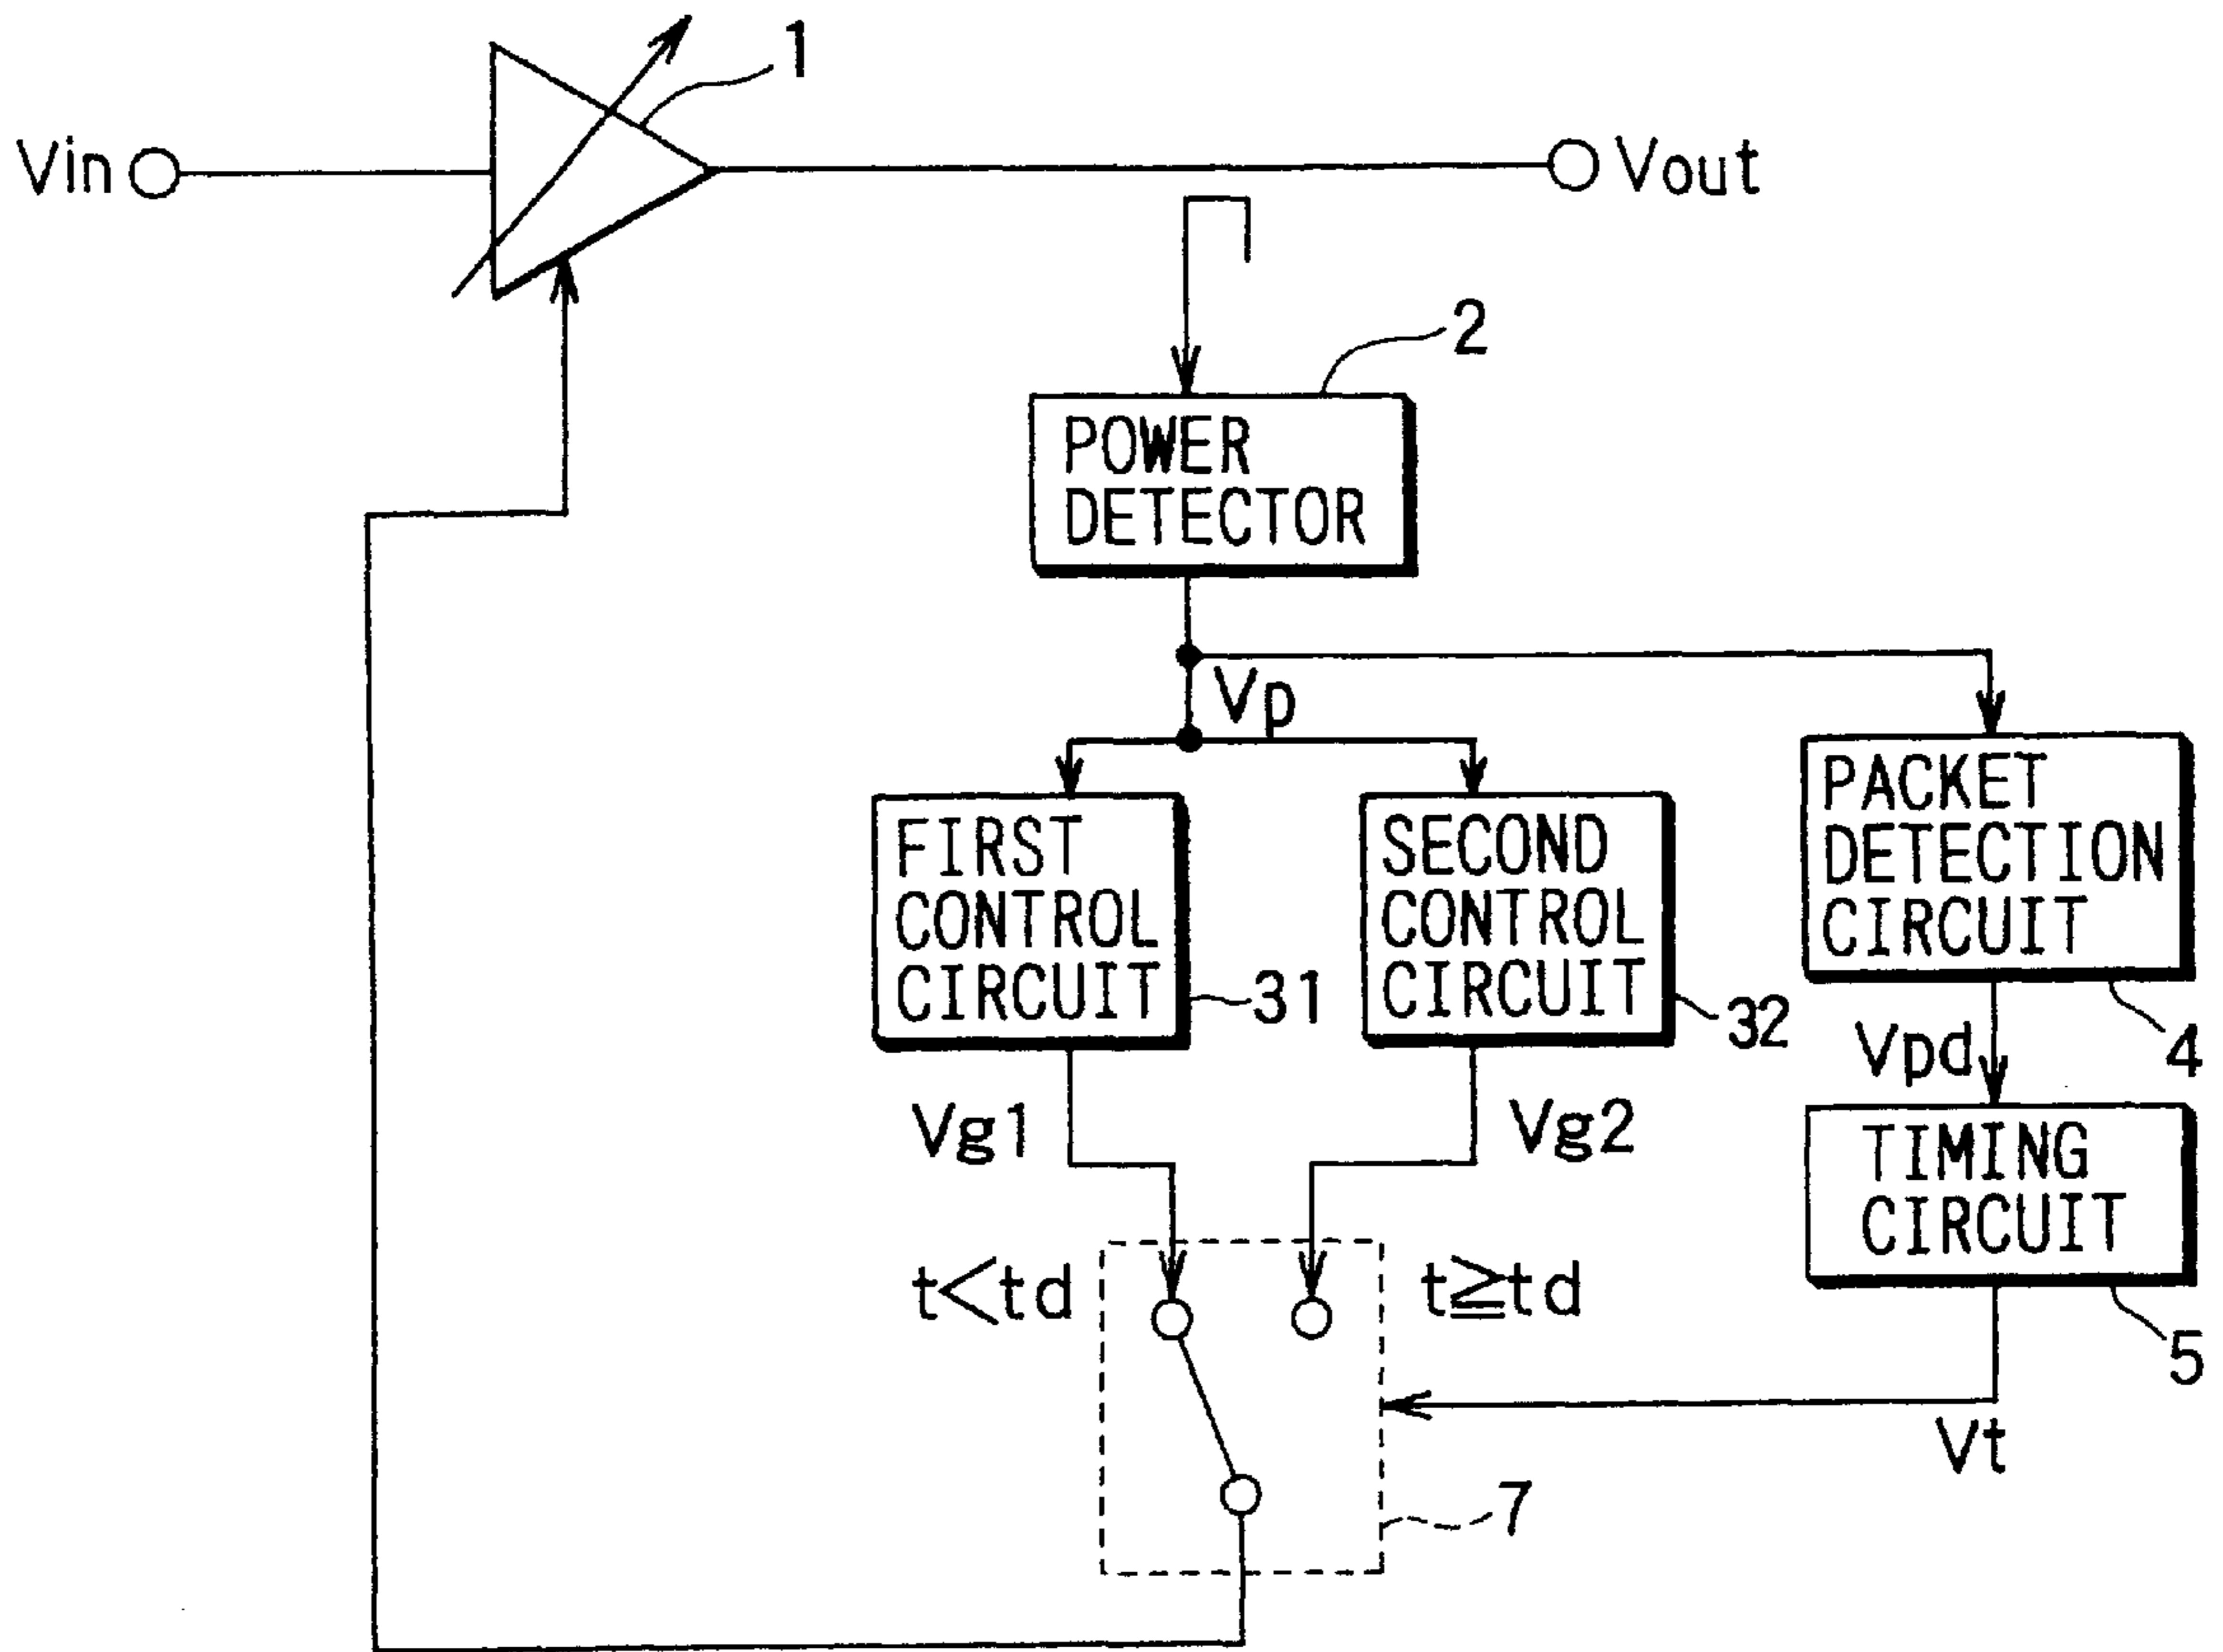 1
Vin
Vout
2
POWER
DETECTOR
Vp
FIRST
CONTROL
CIRCUIT
31
SECOND
CONTROL
CIRCUIT
32
PACKET
DETECTION
CIRCUIT
4
Vpd
Vg1
Vg2
TIMING
CIRCUIT
5
t<td
t≧td
Vt
7